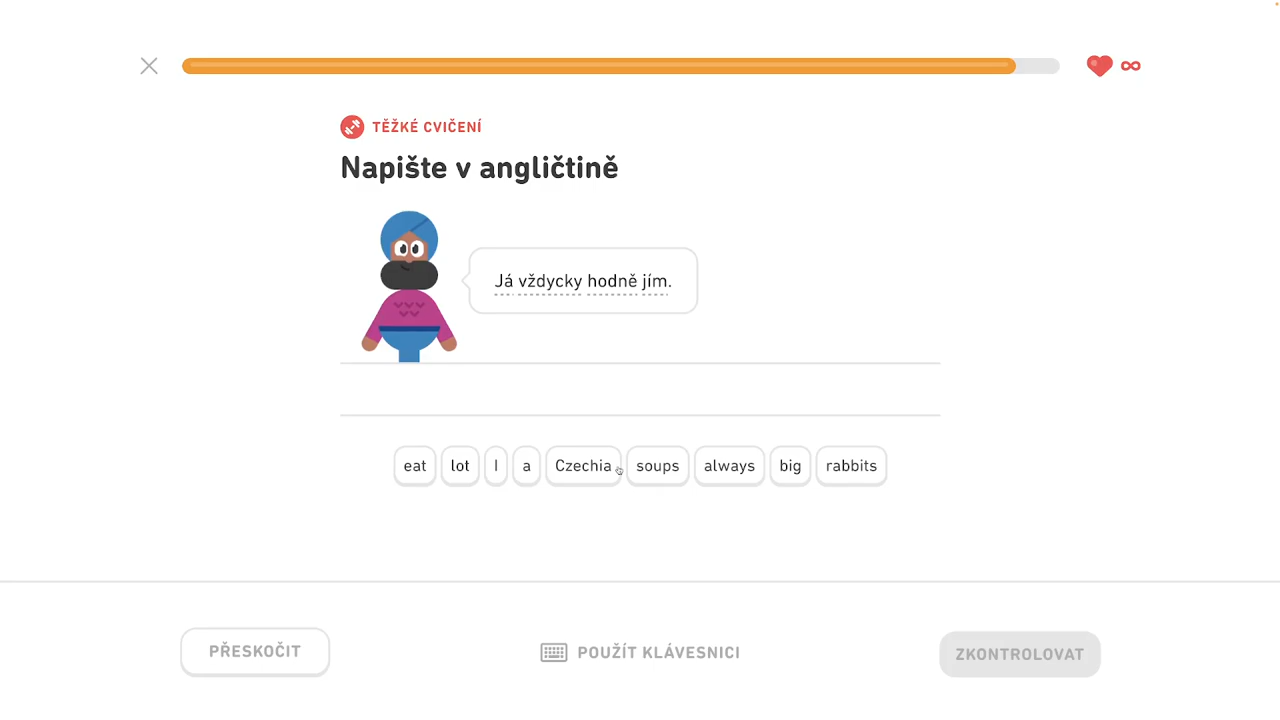 ∞
TĚŽKÉ CVIČENÍ
Napište v angličtině
Já vždycky hodně jím.
eat lot I a Czechia soups always big rabbits
PŘESKOČIT POUŽÍT KLÁVESNICI ZKONTROLOVAT